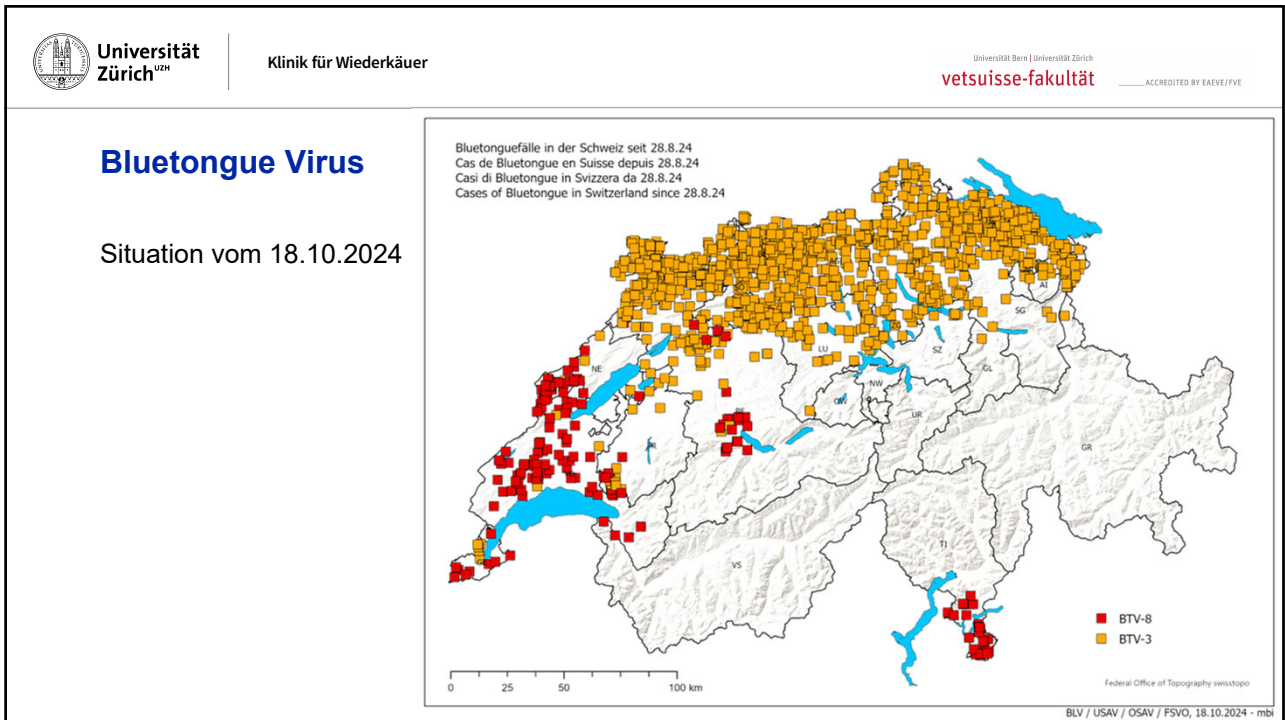 Universität
Zürich UZH
Klinik für Wiederkäuer
Universität Bern | Universität Zürich
vetsuisse-fakultät
ACCREDITED BY EAEVE/FVE
Bluetongue Virus
Situation vom 18.10.2024
Bluetonguefälle in der Schweiz seit 28.8.24
Cas de Bluetongue en Suisse depuis 28.8.24
Casi di Bluetongue in Svizzera da 28.8.24
Cases of Bluetongue in Switzerland since 28.8.24
AI
SG
NE
LU
SZ
GL
NW
UR
GR
TI
VS
BTV-8
BTV-3
0 25 50 100 km
Federal Office of Topography swisstopo
BLV / USAV / OSAV / FSVO, 18.10.2024 - mbi